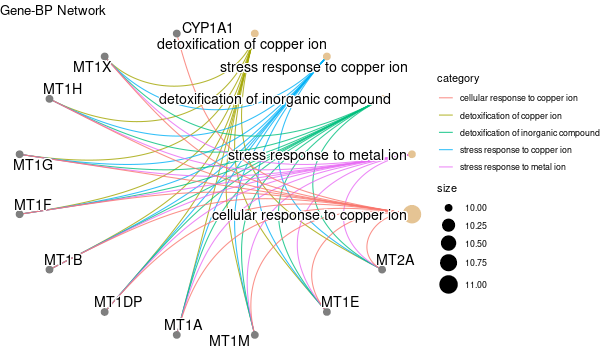 Gene-BP Network
CYP1A1
detoxification of copper ion
MT1X
stress response to copper ion
MT1H
detoxification of inorganic compound
MT1G
stress response to metal ion
MT1F
cellular response to copper ion
MT1B
MT2A
MT1DP
MT1E
MT1A
MT1M
category
cellular response to copper ion
detoxification of copper ion
detoxification of inorganic compound
stress response to copper ion
stress response to metal ion
size
10.00
10.25
10.50
10.75
11.00